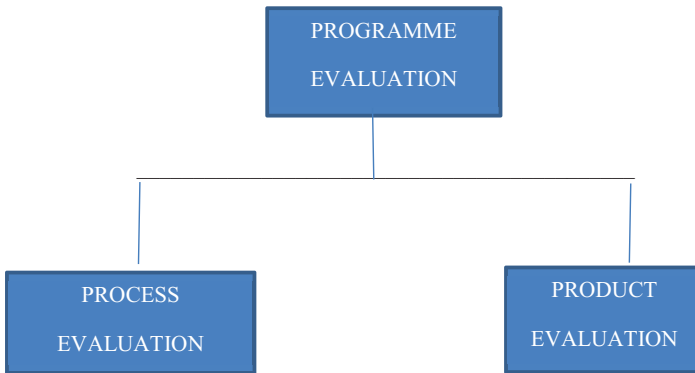 PROGRAMME
EVALUATION
PROCESS
EVALUATION
PRODUCT
EVALUATION